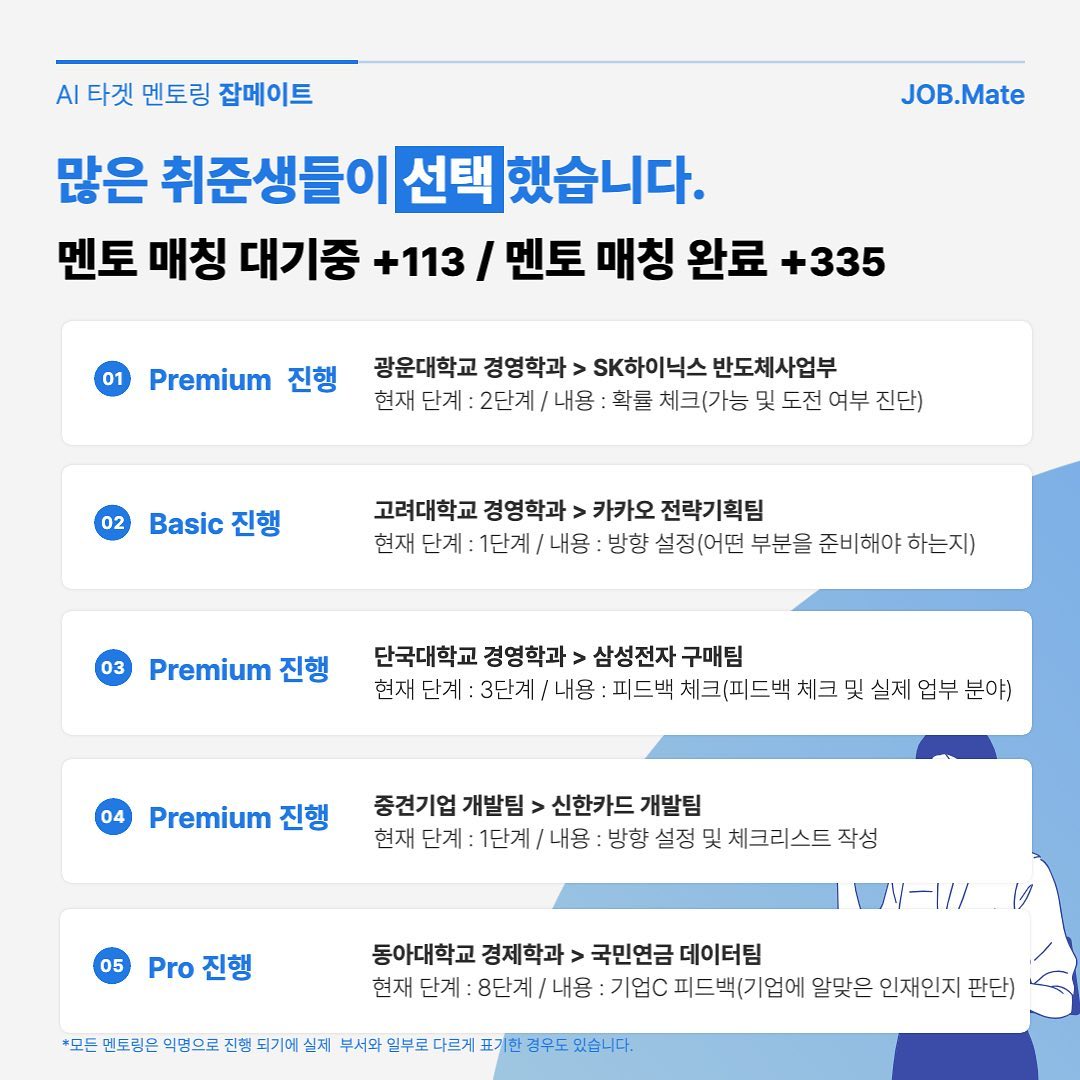 AI 타겟 멘토링 잡메이트
JOB.Mate
많은 취준생들이 선택했습니다.
멘토 매칭 대기중 +113 / 멘토 매칭 완료 +335
01 Premium 진행
광운대학교 경영학과 > SK하이닉스 반도체사업부
현재 단계 : 2단계 / 내용 : 확률 체크(가능 및 도전 여부 진단)
02 Basic 진행
고려대학교 경영학과 > 카카오 전략기획팀
현재 단계 : 1단계 / 내용 : 방향 설정(어떤 부분을 준비해야 하는지)
03 Premium 진행
단국대학교 경영학과 > 삼성전자 구매팀
현재 단계 : 3단계 / 내용 : 피드백 체크(피드백 체크 및 실제 업부 분야)
04 Premium 진행
중견기업 개발팀 > 신한카드 개발팀
현재 단계 : 1단계 / 내용 : 방향 설정 및 체크리스트 작성
05 Pro 진행
동아대학교 경제학과 > 국민연금 데이터팀
현재 단계 : 8단계 / 내용 : 기업C 피드백(기업에 알맞은 인재인지 판단)
*모든 멘토링은 익명으로 진행 되기에 실제 부서와 일부로 다르게 표기한 경우도 있습니다.